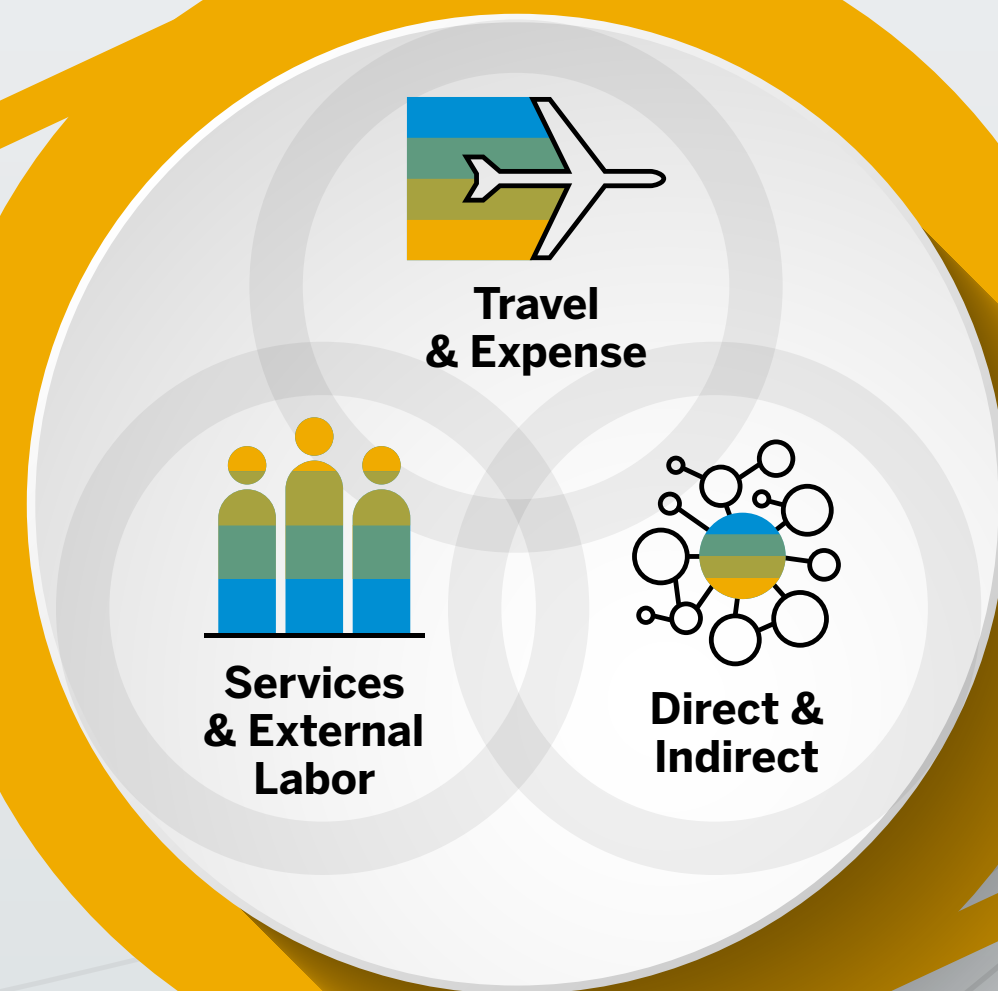 Travel
& Expense
Services
& External
Labor
Direct &
Indirect